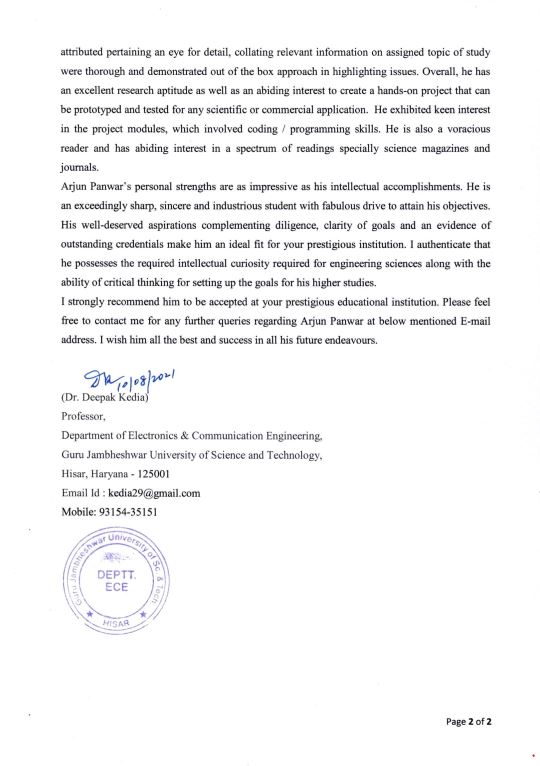 attributed pertaining an eye for detail, collating relevant information on assigned topic of study
were thorough and demonstrated out of the box approach in highlighting issues. Overall, he has
an excellent research aptitude as well as an abiding interest to create a hands-on project that can
be prototyped and tested for any scientific or commercial application. He exhibited keen interest
in the project modules, which involved coding / programming skills. He is also a voracious
reader and has abiding interest in a spectrum of readings specially science magazines and
journals.
Arjun Panwar's personal strengths are as impressive as his intellectual accomplishments. He is
an exceedingly sharp, sincere and industrious student with fabulous drive to attain his objectives.
His well-deserved aspirations complementing diligence, clarity of goals and an evidence of
outstanding credentials make him an ideal fit for your prestigious institution. I authenticate that
he possesses the required intellectual curiosity required for engineering sciences along with the
ability of critical thinking for setting up the goals for his higher studies.
I strongly recommend him to be accepted at your prestigious educational institution. Please feel
free to contact me for any further queries regarding Arjun Panwar at below mentioned E-mail
address. I wish him all the best and success in all his future endeavours.
10/08/2021
(Dr. Deepak Kedia)
Professor,
Department of Electronics & Communication Engineering,
Guru Jambheshwar University of Science and Technology,
Hisar, Haryana - 125001
Email Id : kedia29@gmail.com
Mobile: 93154-35151
Guru Jambheshwar University of Sc. & Tech
DEPTT.
ECE
HISAR
Page 2 of 2